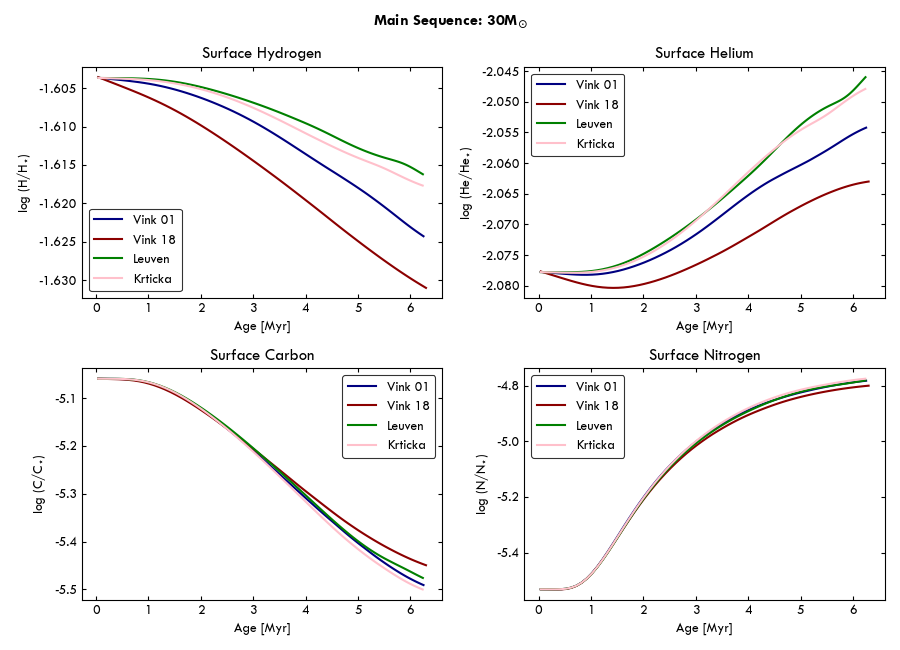 Main Sequence: 30M⊙
Surface Hydrogen
log (H/H⋆)
-1.605
-1.610
-1.615
-1.620
-1.625
-1.630
Vink 01
Vink 18
Leuven
Krticka
0 1 2 3 4 5 6
Age [Myr]
Surface Helium
log (He/He⋆)
-2.045
-2.050
-2.055
-2.060
-2.065
-2.070
-2.075
-2.080
Vink 01
Vink 18
Leuven
Krticka
0 1 2 3 4 5 6
Age [Myr]
Surface Carbon
log (C/C⋆)
-5.1
-5.2
-5.3
-5.4
-5.5
Vink 01
Vink 18
Leuven
Krticka
0 1 2 3 4 5 6
Age [Myr]
Surface Nitrogen
log (N/N⋆)
-4.8
-5.0
-5.2
-5.4
Vink 01
Vink 18
Leuven
Krticka
0 1 2 3 4 5 6
Age [Myr]